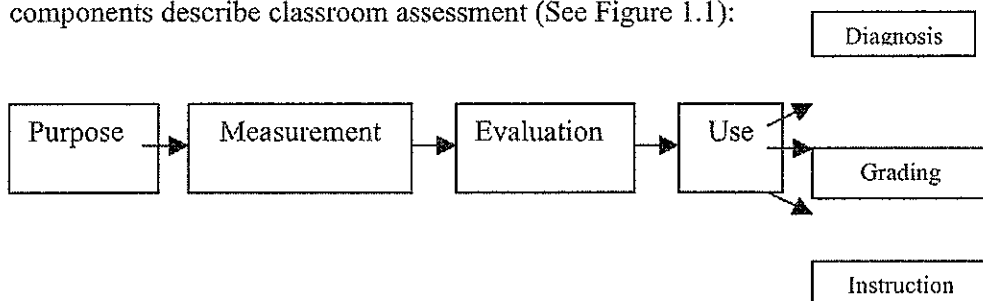 components describe classroom assessment (See Figure 1.1):
Diagnosis
Purpose
Measurement
Evaluation
Use
Grading
Instruction